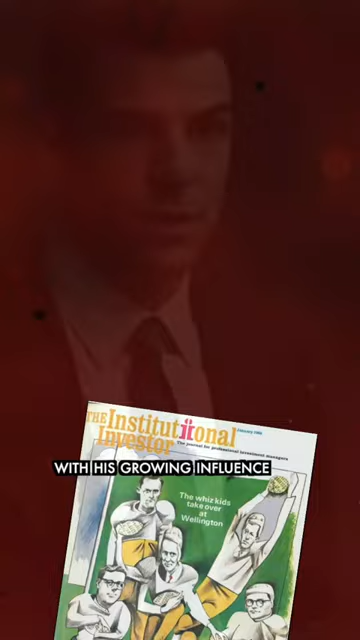 THE Institutional
Investor
The journal for professional investment managers
WITH HIS GROWING INFLUENCE
The whiz kids
take over
at
Wellington